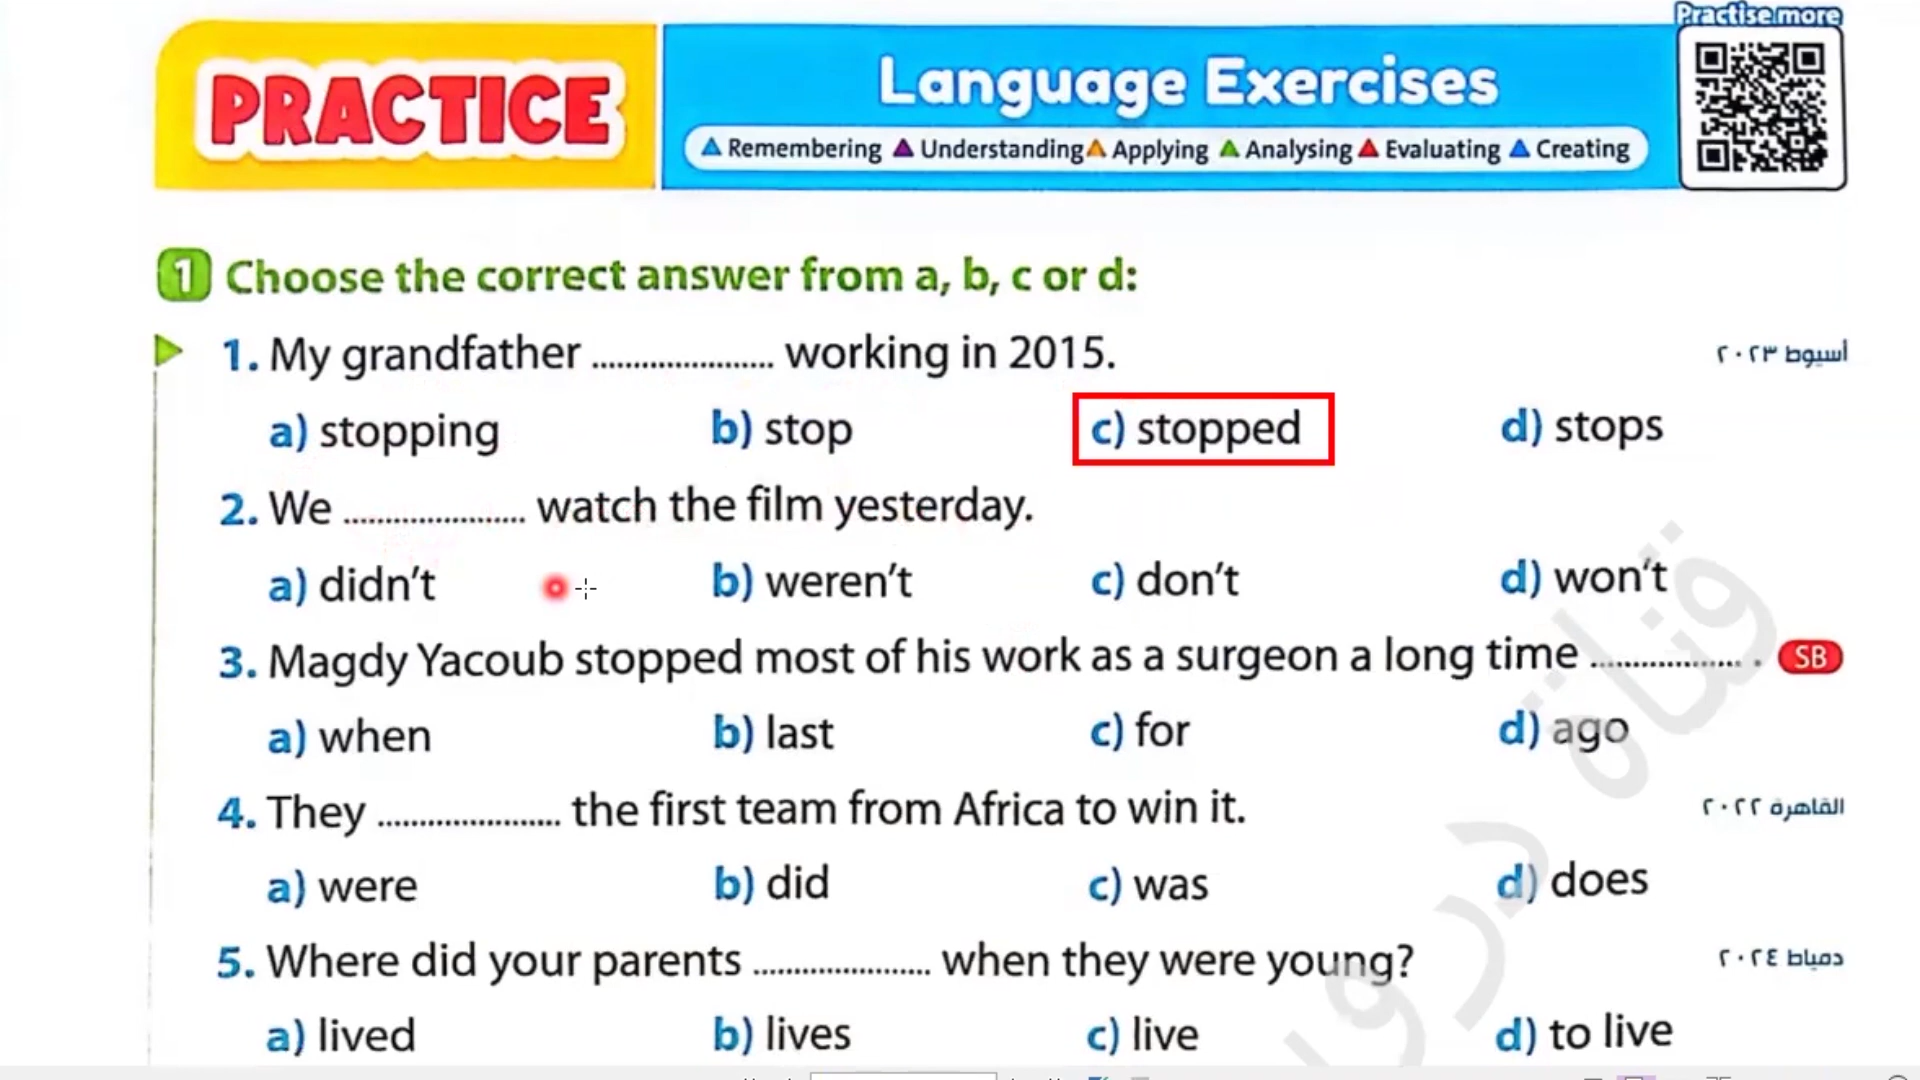 Practise more
PRACTICE
Language Exercises
Remembering Understanding Applying Analysing Evaluating Creating
1 Choose the correct answer from a, b, c or d:
1. My grandfather ...................... working in 2015. أسيوط ٢٠٢٣
a) stopping b) stop c) stopped d) stops
2. We ...................... watch the film yesterday.
a) didn't b) weren't c) don't d) won't
3. Magdy Yacoub stopped most of his work as a surgeon a long time .................. . SB
a) when b) last c) for d) ago
4. They ...................... the first team from Africa to win it. القاهرة ٢٠٢٢
a) were b) did c) was d) does
5. Where did your parents ...................... when they were young? دمياط ٢٠٢٤
a) lived b) lives c) live d) to live
قناة